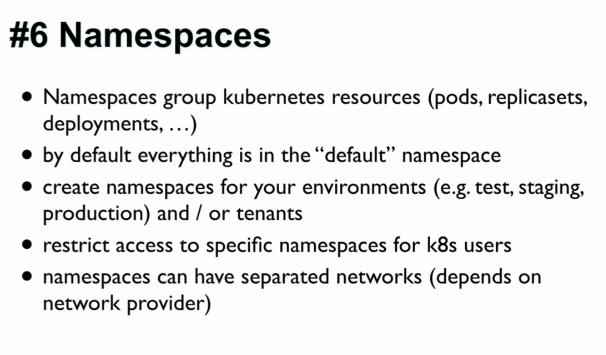 #6 Namespaces
• Namespaces group kubernetes resources (pods, replicasets,
deployments, …)
• by default everything is in the “default” namespace
• create namespaces for your environments (e.g. test, staging,
production) and / or tenants
• restrict access to specific namespaces for k8s users
• namespaces can have separated networks (depends on
network provider)